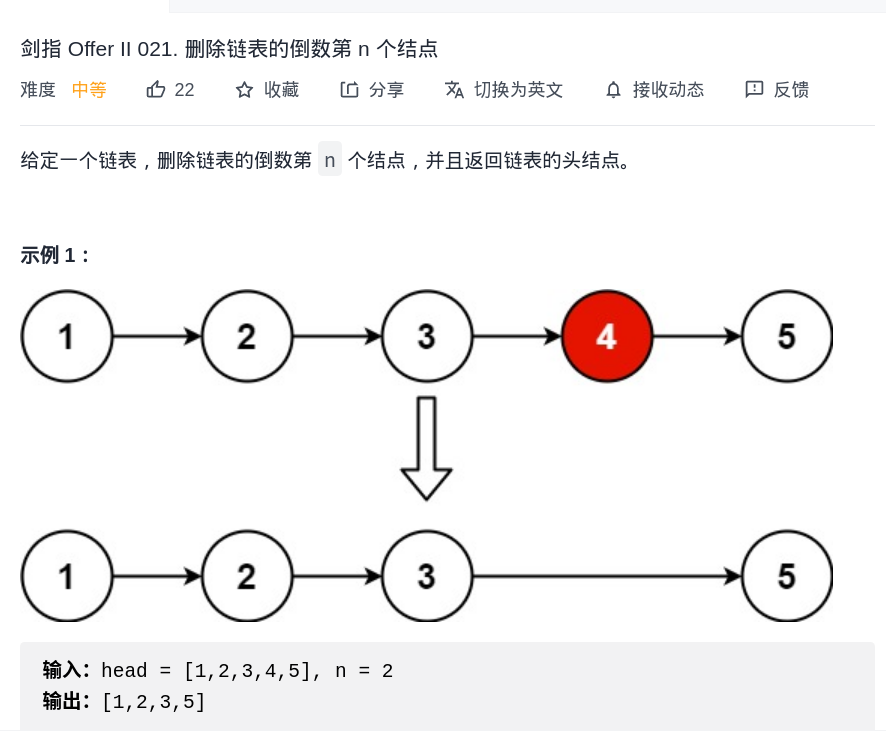 剑指 Offer II 021. 删除链表的倒数第 n 个结点
难度 中等 22 收藏 分享 切换为英文 接收动态 反馈
给定一个链表，删除链表的倒数第 n 个结点，并且返回链表的头结点。
示例 1：
1 2 3 4 5
1 2 3 5
输入：head = [1,2,3,4,5], n = 2
输出：[1,2,3,5]